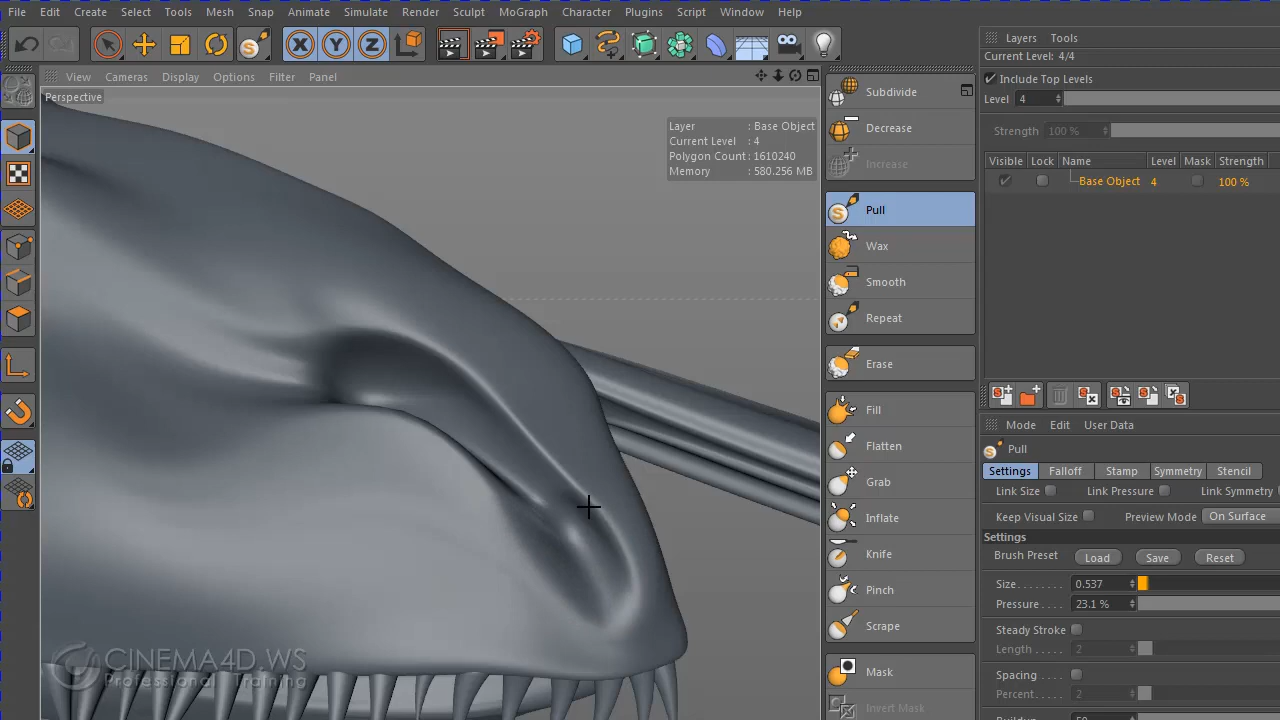 File Edit Create Select Tools Mesh Snap Animate Simulate Render Sculpt MoGraph Character Plugins Script Window Help
X Y Z
View Cameras Display Options Filter Panel
Perspective
Layer : Base Object
Current Level : 4
Polygon Count : 1610240
Memory : 580.256 MB
Subdivide
Decrease
Increase
Pull
Wax
Smooth
Repeat
Erase
Fill
Flatten
Grab
Inflate
Knife
Pinch
Scrape
Mask
Invert Mask
Layers Tools
Current Level: 4/4
Include Top Levels
Level 4
Strength 100 %
Visible Lock Name Level Mask Strength
Base Object 4 100 %
Mode Edit User Data
Pull
Settings Falloff Stamp Symmetry Stencil
Link Size Link Pressure Link Symmetry
Keep Visual Size Preview Mode On Surface
Settings
Brush Preset Load Save Reset
Size . . . . . . . . 0.537
Pressure . . . . 23.1 %
Steady Stroke
Length . . . . . 2
Spacing . . . . .
Percent . . . . . 2
CINEMA4D.WS
Professional Training